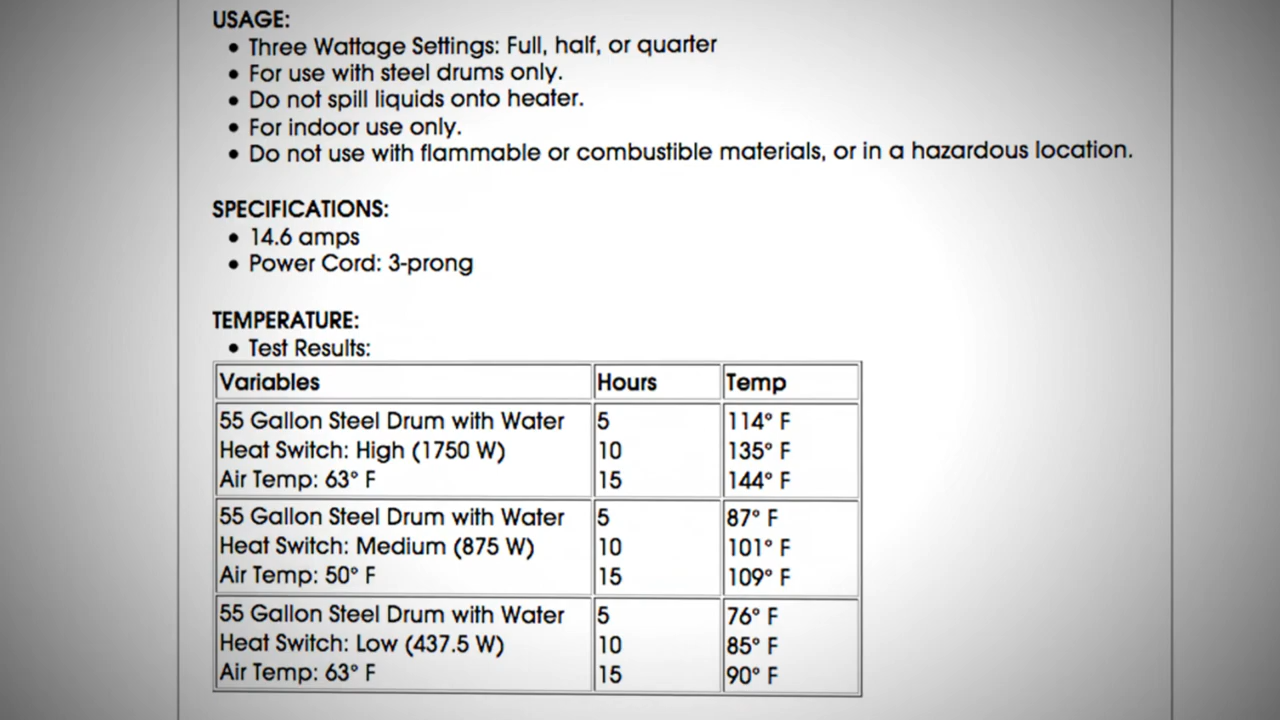 USAGE:
• Three Wattage Settings: Full, half, or quarter
• For use with steel drums only.
• Do not spill liquids onto heater.
• For indoor use only.
• Do not use with flammable or combustible materials, or in a hazardous location.
SPECIFICATIONS:
• 14.6 amps
• Power Cord: 3-prong
TEMPERATURE:
• Test Results:
Variables Hours Temp
55 Gallon Steel Drum with Water 5 114° F
Heat Switch: High (1750 W) 10 135° F
Air Temp: 63° F 15 144° F
55 Gallon Steel Drum with Water 5 87° F
Heat Switch: Medium (875 W) 10 101° F
Air Temp: 50° F 15 109° F
55 Gallon Steel Drum with Water 5 76° F
Heat Switch: Low (437.5 W) 10 85° F
Air Temp: 63° F 15 90° F